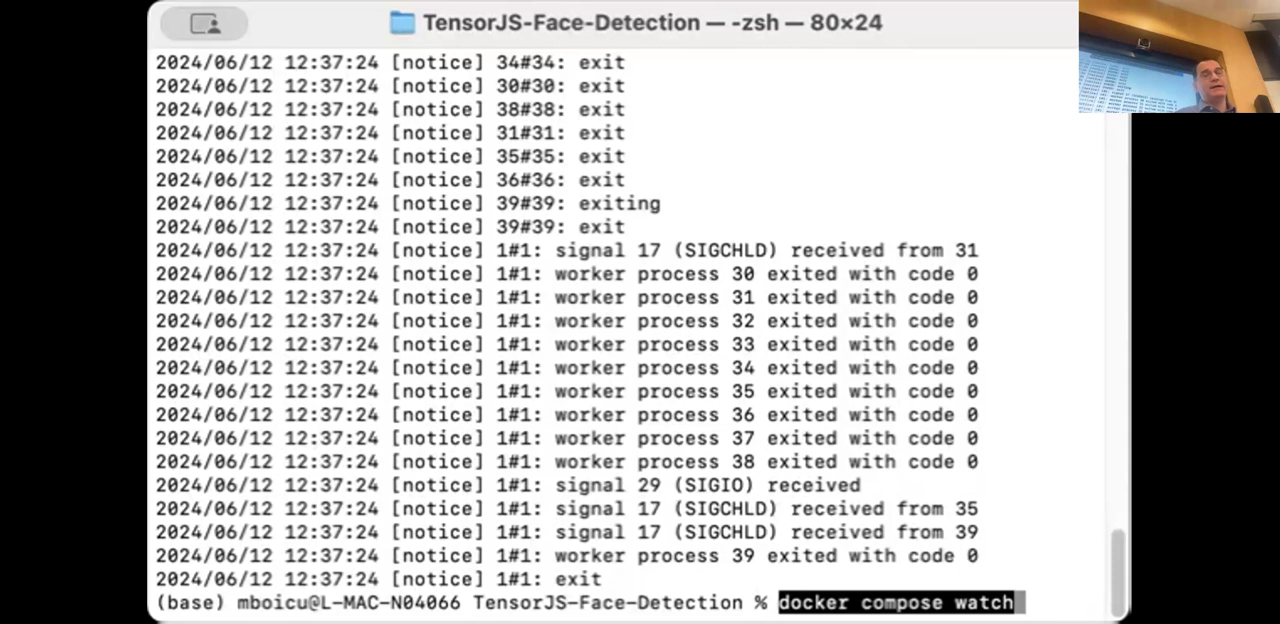 TensorJS-Face-Detection — -zsh — 80×24
2024/06/12 12:37:24 [notice] 34#34: exit
2024/06/12 12:37:24 [notice] 30#30: exit
2024/06/12 12:37:24 [notice] 38#38: exit
2024/06/12 12:37:24 [notice] 31#31: exit
2024/06/12 12:37:24 [notice] 35#35: exit
2024/06/12 12:37:24 [notice] 36#36: exit
2024/06/12 12:37:24 [notice] 39#39: exiting
2024/06/12 12:37:24 [notice] 39#39: exit
2024/06/12 12:37:24 [notice] 1#1: signal 17 (SIGCHLD) received from 31
2024/06/12 12:37:24 [notice] 1#1: worker process 30 exited with code 0
2024/06/12 12:37:24 [notice] 1#1: worker process 31 exited with code 0
2024/06/12 12:37:24 [notice] 1#1: worker process 32 exited with code 0
2024/06/12 12:37:24 [notice] 1#1: worker process 33 exited with code 0
2024/06/12 12:37:24 [notice] 1#1: worker process 34 exited with code 0
2024/06/12 12:37:24 [notice] 1#1: worker process 35 exited with code 0
2024/06/12 12:37:24 [notice] 1#1: worker process 36 exited with code 0
2024/06/12 12:37:24 [notice] 1#1: worker process 37 exited with code 0
2024/06/12 12:37:24 [notice] 1#1: worker process 38 exited with code 0
2024/06/12 12:37:24 [notice] 1#1: signal 29 (SIGIO) received
2024/06/12 12:37:24 [notice] 1#1: signal 17 (SIGCHLD) received from 35
2024/06/12 12:37:24 [notice] 1#1: signal 17 (SIGCHLD) received from 39
2024/06/12 12:37:24 [notice] 1#1: worker process 39 exited with code 0
2024/06/12 12:37:24 [notice] 1#1: exit
(base) mboicu@L-MAC-N04066 TensorJS-Face-Detection % docker compose watch